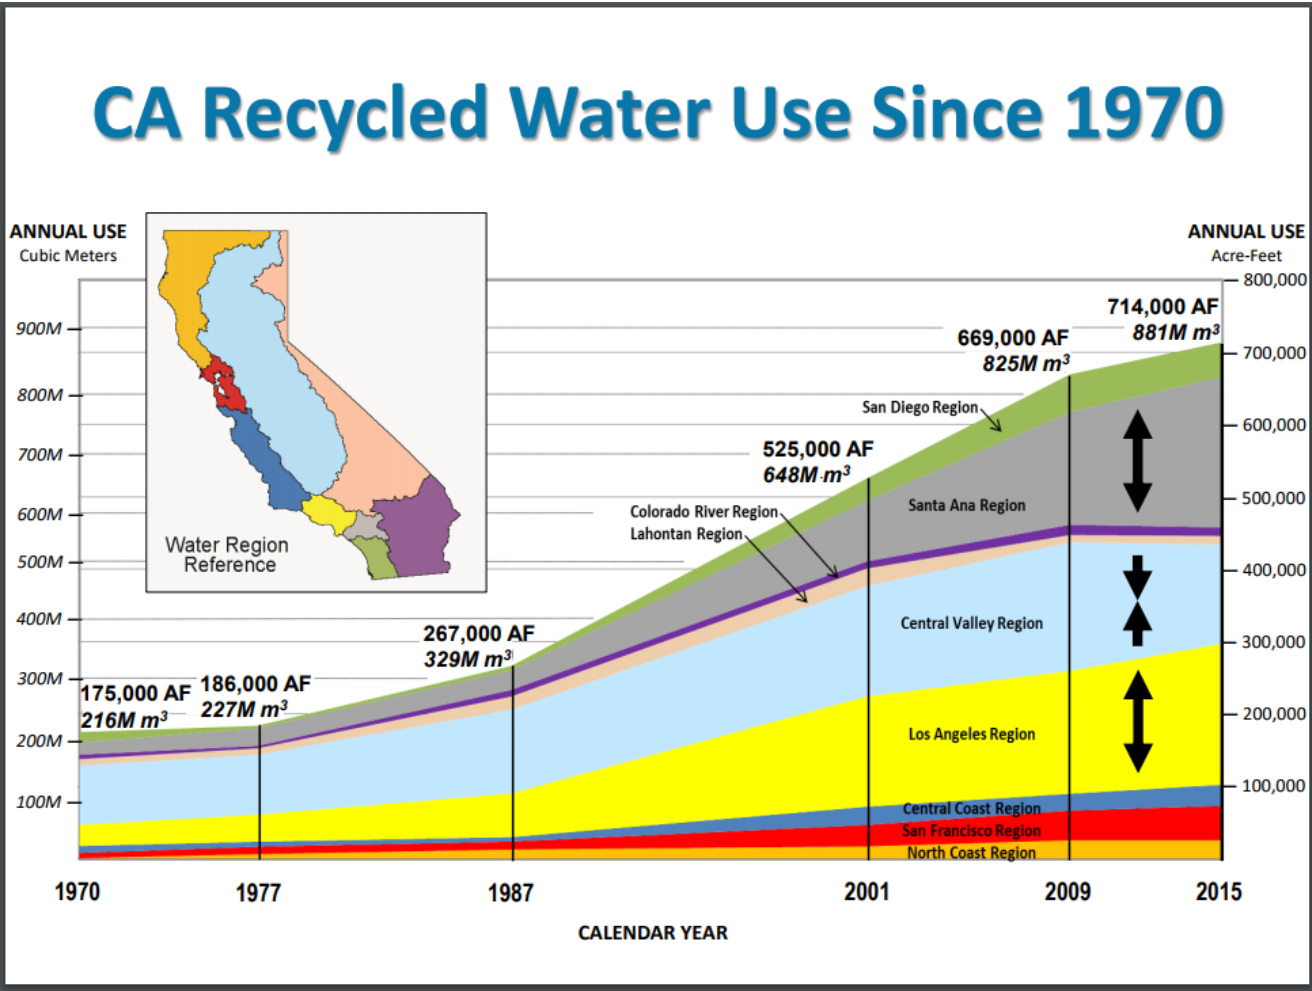 CA Recycled Water Use Since 1970
ANNUAL USE
Cubic Meters
ANNUAL USE
Acre-Feet
900M
800M
700M
600M
500M
400M
300M
200M
100M
800,000
700,000
600,000
500,000
400,000
300,000
200,000
100,000
Water Region
Reference
175,000 AF
216M m³
186,000 AF
227M m³
267,000 AF
329M m³
525,000 AF
648M m³
669,000 AF
825M m³
714,000 AF
881M m³
San Diego Region
Santa Ana Region
Colorado River Region
Lahontan Region
Central Valley Region
Los Angeles Region
Central Coast Region
San Francisco Region
North Coast Region
1970
1977
1987
2001
2009
2015
CALENDAR YEAR